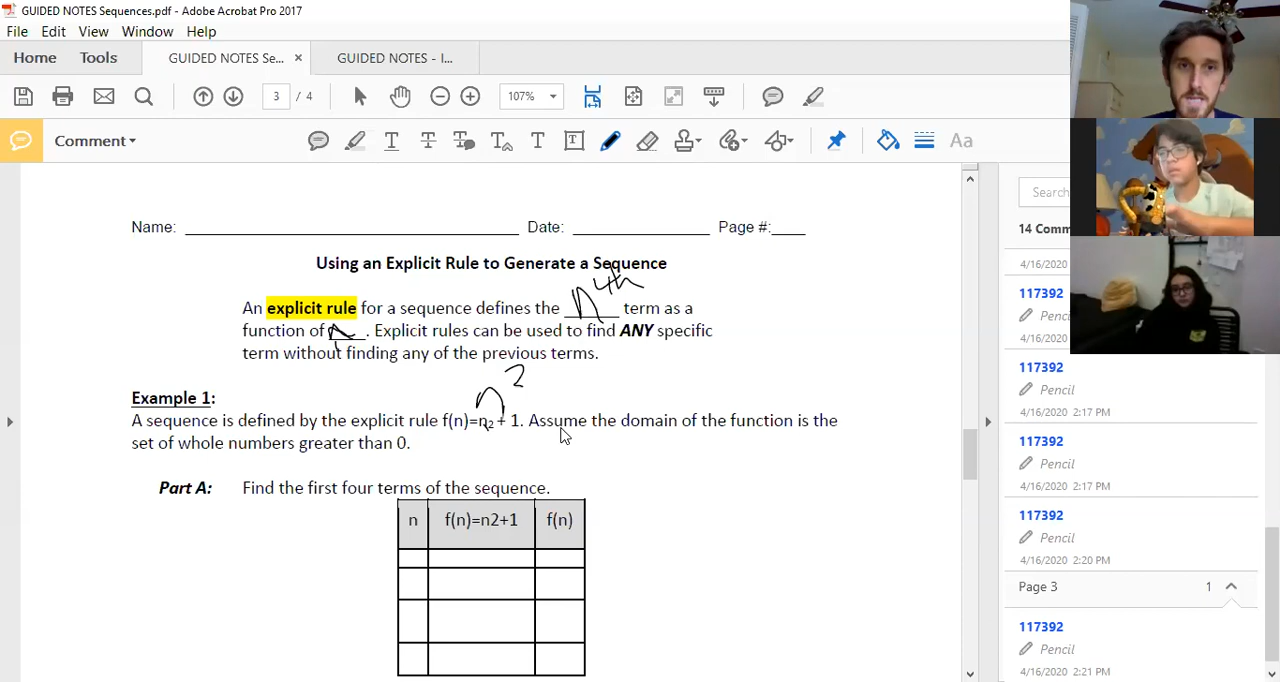 GUIDED NOTES Sequences.pdf - Adobe Acrobat Pro 2017
File Edit View Window Help
Home Tools GUIDED NOTES Se... × GUIDED NOTES - I...
3 / 4 107%
Comment
Search
14 Comm
4/16/2020
117392
Pencil
4/16/2020
117392
Pencil
4/16/2020 2:17 PM
117392
Pencil
4/16/2020 2:17 PM
117392
Pencil
4/16/2020 2:20 PM
Page 3 1
117392
Pencil
4/16/2020 2:21 PM
Name: Date: Page #:
Using an Explicit Rule to Generate a Sequence
An explicit rule for a sequence defines the nth term as a
function of n . Explicit rules can be used to find ANY specific
term without finding any of the previous terms.
n 2
Example 1:
A sequence is defined by the explicit rule f(n)=n2 + 1. Assume the domain of the function is the
set of whole numbers greater than 0.
Part A: Find the first four terms of the sequence.
n f(n)=n2+1 f(n)